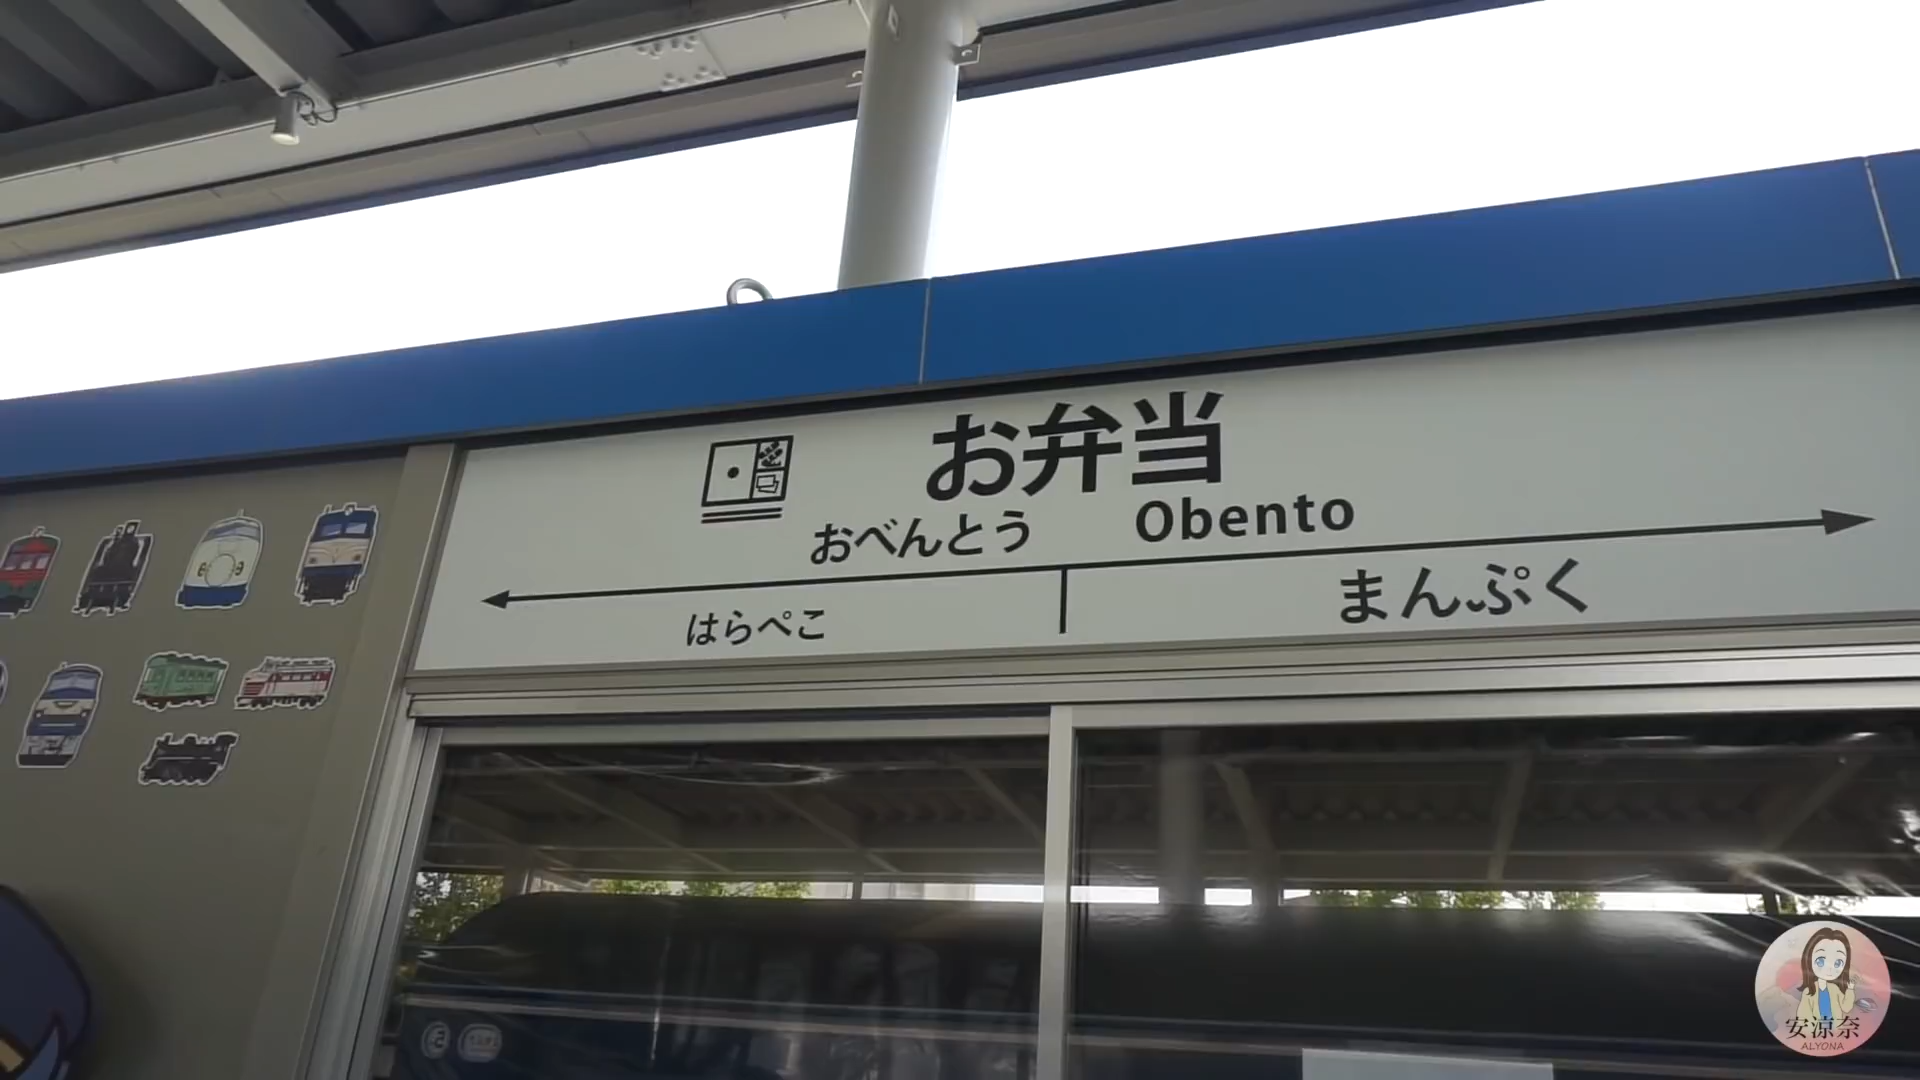 お弁当
おべんとう Obento
はらぺこ まんぷく
安涼奈
ALYONA